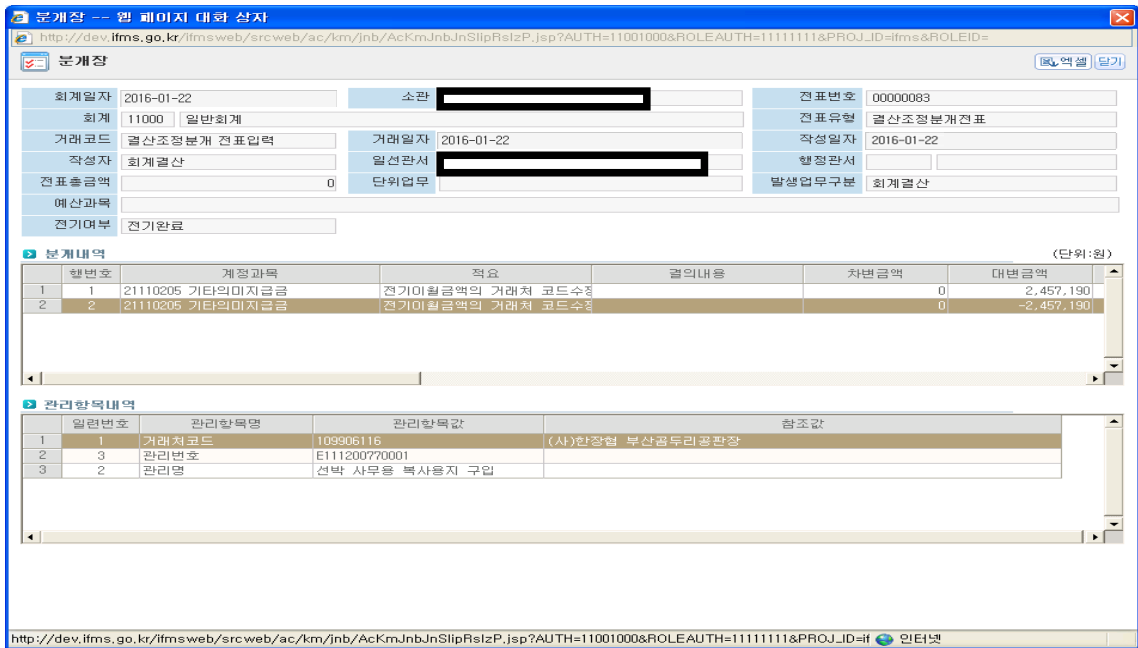 분개장 -- 웹 페이지 대화 상자
http://dev.ifms.go.kr/ifmsweb/srcweb/ac/km/jnb/AcKmJnbJnSlipRsIzP.jsp?AUTH=11001000&ROLEAUTH=11111111&PROJ_ID=ifms&ROLEID=
분개장 엑셀 닫기
회계일자 2016-01-22 소관 전표번호 00000083
회계 11000 일반회계 전표유형 결산조정분개전표
거래코드 결산조정분개 전표입력 거래일자 2016-01-22 작성일자 2016-01-22
작성자 회계결산 일선관서 행정관서
전표총금액 0 단위업무 발생업무구분 회계결산
예산과목
전기여부 전기완료
분개내역 (단위:원)
행번호 계정과목 적요 결의내용 차변금액 대변금액
1 1 21110205 기타의미지급금 전기이월금액의 거래처 코드수정 0 2,457,190
2 2 21110205 기타의미지급금 전기이월금액의 거래처 코드수정 0 -2,457,190
관리항목내역
일련번호 관리항목명 관리항목값 참조값
1 1 거래처코드 109906116 (사)한장협 부산곰두리공판장
2 3 관리번호 E111200770001
3 2 관리명 선박 사무용 복사용지 구입
http://dev.ifms.go.kr/ifmsweb/srcweb/ac/km/jnb/AcKmJnbJnSlipRsIzP.jsp?AUTH=11001000&ROLEAUTH=11111111&PROJ_ID=if 인터넷